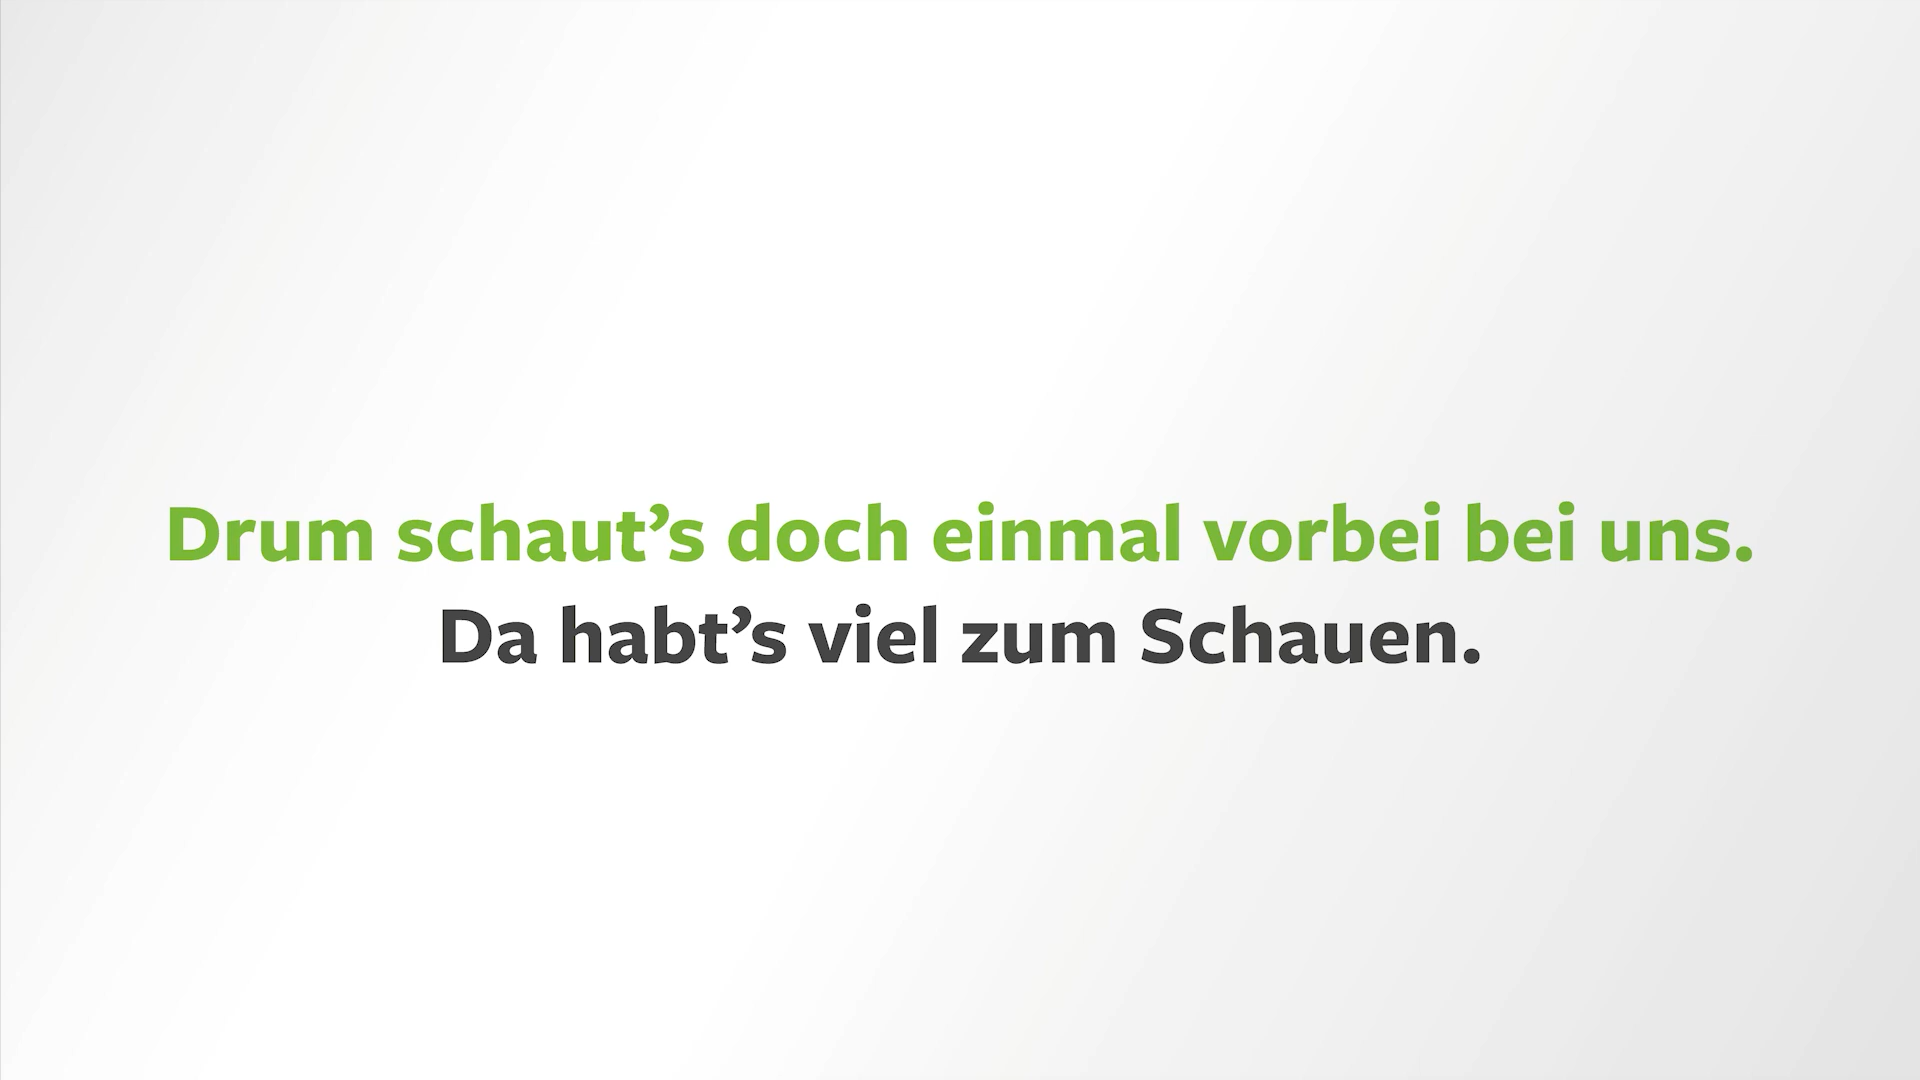 Drum schaut’s doch einmal vorbei bei uns.
Da habt’s viel zum Schauen.